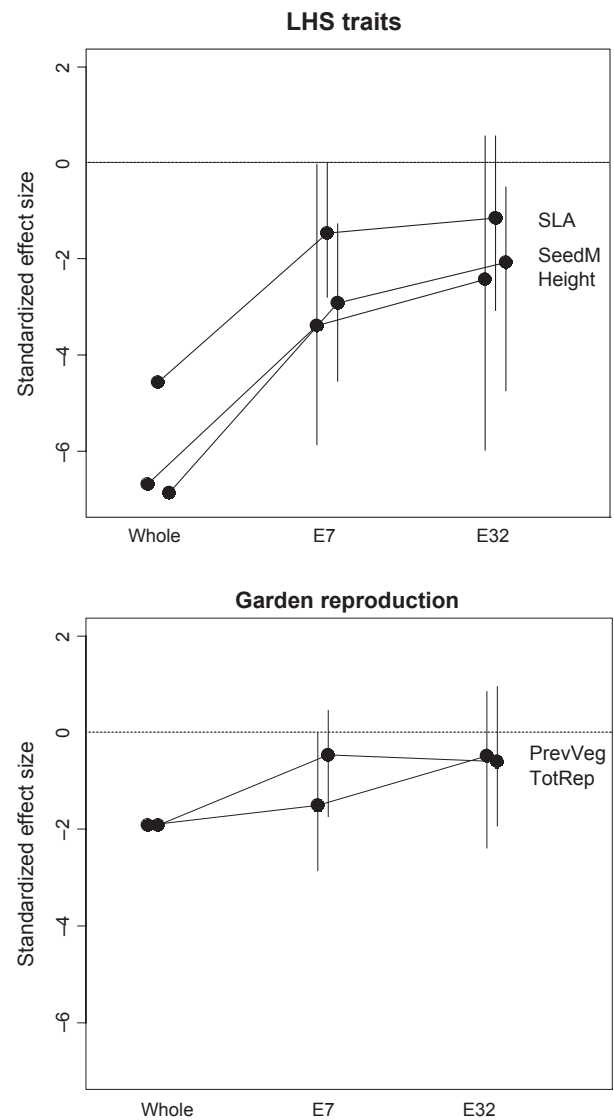 LHS traits
2
0
−2
−4
−6
Standardized effect size
SLA
SeedM
Height
Whole
E7
E32
Garden reproduction
2
0
−2
−4
−6
Standardized effect size
PrevVeg
TotRep
Whole
E7
E32